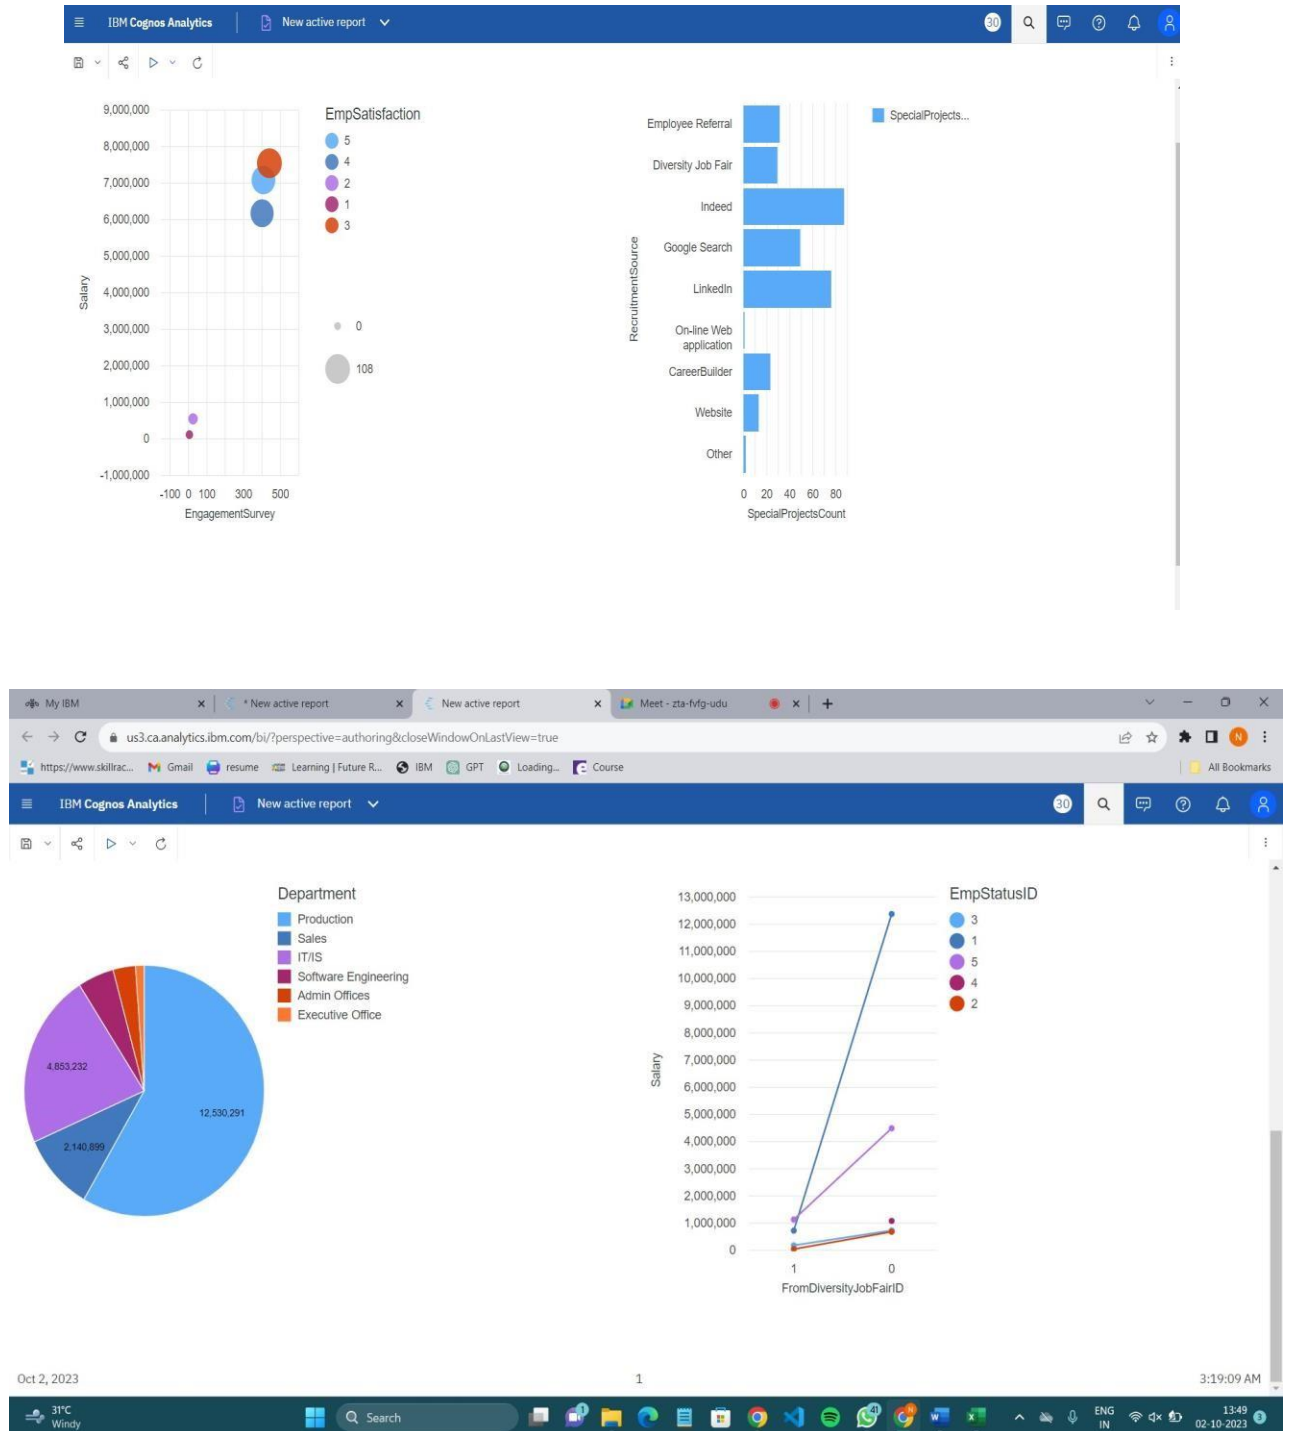 IBM Cognos Analytics
New active report
30
9,000,000
8,000,000
7,000,000
6,000,000
5,000,000
4,000,000
3,000,000
2,000,000
1,000,000
0
-1,000,000
Salary
-100 0 100 300 500
EngagementSurvey
EmpSatisfaction
5
4
2
1
3
0
108
RecruitmentSource
Employee Referral
Diversity Job Fair
Indeed
Google Search
LinkedIn
On-line Web
application
CareerBuilder
Website
Other
0 20 40 60 80
SpecialProjectsCount
SpecialProjects...
My IBM
* New active report
New active report
Meet - zta-fvfg-udu
us3.ca.analytics.ibm.com/bi/?perspective=authoring&closeWindowOnLastView=true
N
https://www.skillrac...
Gmail
resume
Learning | Future R...
IBM
GPT
Loading...
Course
All Bookmarks
IBM Cognos Analytics
New active report
30
Department
Production
Sales
IT/IS
Software Engineering
Admin Offices
Executive Office
4,853,232
12,530,291
2,140,899
13,000,000
12,000,000
11,000,000
10,000,000
9,000,000
8,000,000
7,000,000
6,000,000
5,000,000
4,000,000
3,000,000
2,000,000
1,000,000
0
Salary
1 0
FromDiversityJobFairID
EmpStatusID
3
1
5
4
2
Oct 2, 2023
1
3:19:09 AM
31°C
Windy
Search
ENG
IN
13:49
02-10-2023
3